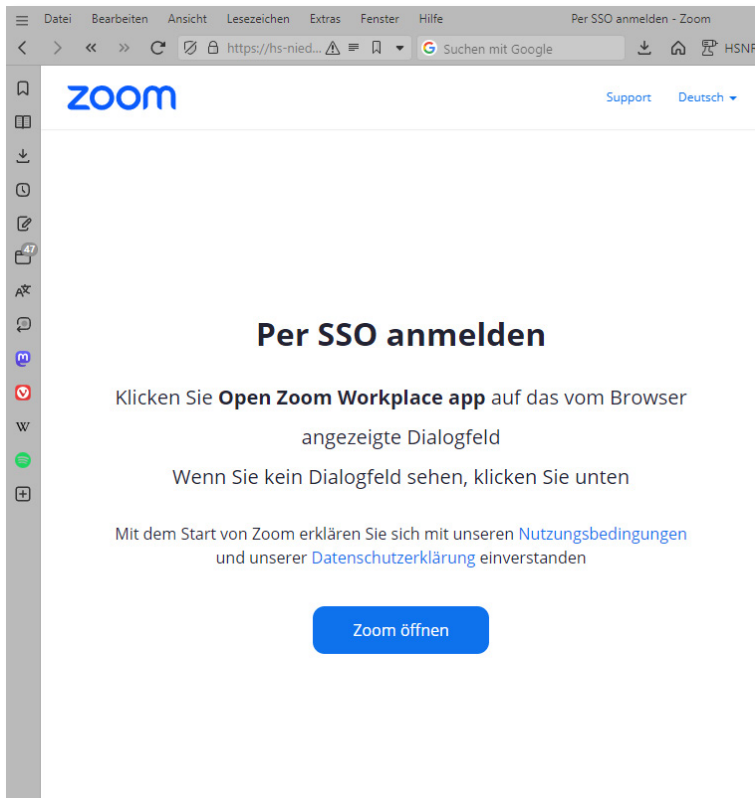 Datei Bearbeiten Ansicht Lesezeichen Extras Fenster Hilfe Per SSO anmelden - Zoom
https://hs-nied... Suchen mit Google HSNR
zoom
Support Deutsch
47
W
Per SSO anmelden
Klicken Sie Open Zoom Workplace app auf das vom Browser
angezeigte Dialogfeld
Wenn Sie kein Dialogfeld sehen, klicken Sie unten
Mit dem Start von Zoom erklären Sie sich mit unseren Nutzungsbedingungen
und unserer Datenschutzerklärung einverstanden
Zoom öffnen